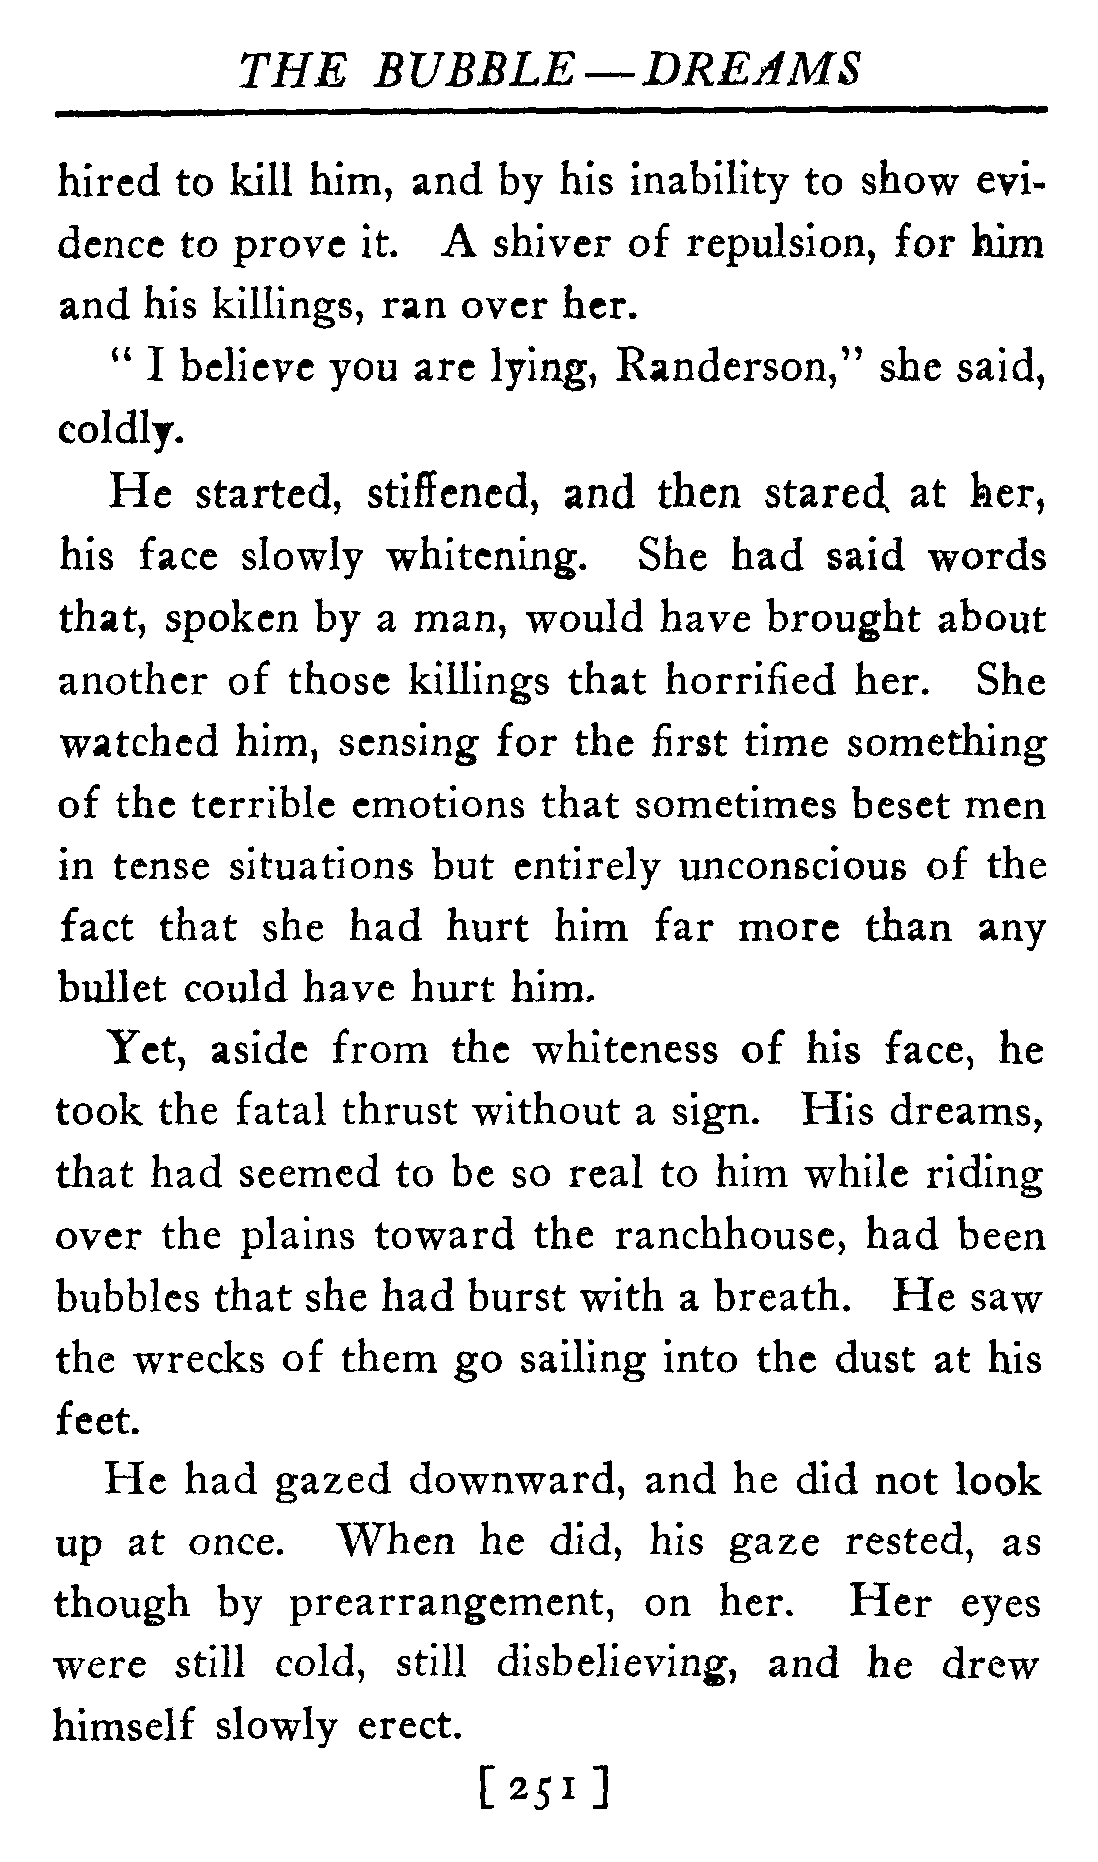 THE BUBBLE—DREAMS
hired to kill him, and by his inability to show evi-
dence to prove it. A shiver of repulsion, for him
and his killings, ran over her.
" I believe you are lying, Randerson," she said,
coldly.
He started, stiffened, and then stared at her,
his face slowly whitening. She had said words
that, spoken by a man, would have brought about
another of those killings that horrified her. She
watched him, sensing for the first time something
of the terrible emotions that sometimes beset men
in tense situations but entirely unconscious of the
fact that she had hurt him far more than any
bullet could have hurt him.
Yet, aside from the whiteness of his face, he
took the fatal thrust without a sign. His dreams,
that had seemed to be so real to him while riding
over the plains toward the ranchhouse, had been
bubbles that she had burst with a breath. He saw
the wrecks of them go sailing into the dust at his
feet.
He had gazed downward, and he did not look
up at once. When he did, his gaze rested, as
though by prearrangement, on her. Her eyes
were still cold, still disbelieving, and he drew
himself slowly erect.
[ 251 ]